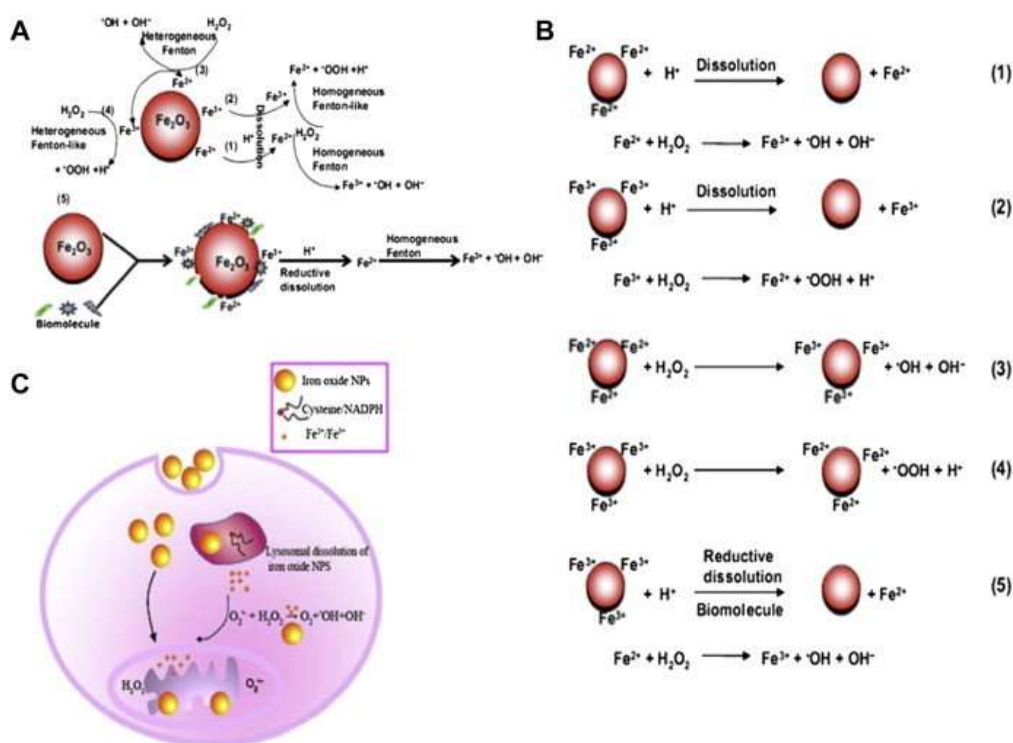 A
•OH + OH⁻
H₂O₂
Heterogeneous
Fenton
(3)
Fe²⁺
H₂O₂
(4)
Heterogeneous
Fenton-like
+ •OOH +H⁺
Fe³⁺
Fe₂O₃
Fe³⁺
(2)
Fe³⁺
Fe²⁺
(1)
H⁺
Dissolution
Fe²⁺
H₂O₂
Fe²⁺ + •OOH +H⁺
Homogeneous
Fenton-like
Homogeneous
Fenton
Fe³⁺ + •OH + OH⁻
(5)
Fe₂O₃
Biomolecule
Fe²⁺
Fe³⁺
Fe₂O₃
Fe³⁺
Fe²⁺
H⁺
Reductive
dissolution
Fe²⁺
Homogeneous
Fenton
Fe²⁺ + •OH + OH⁻
B
Fe²⁺ Fe²⁺
Fe²⁺
+ H⁺
Dissolution
+ Fe²⁺
(1)
Fe²⁺ + H₂O₂ → Fe³⁺ + •OH + OH⁻
Fe³⁺ Fe³⁺
Fe³⁺
+ H⁺
Dissolution
+ Fe³⁺
(2)
Fe³⁺ + H₂O₂ → Fe²⁺ + •OOH + H⁺
Fe²⁺ Fe²⁺
Fe²⁺
+ H₂O₂
Fe³⁺ Fe³⁺
Fe³⁺
+ •OH + OH⁻
(3)
Fe³⁺ Fe³⁺
Fe³⁺
+ H₂O₂
Fe²⁺ Fe²⁺
Fe²⁺
+ •OOH + H⁺
(4)
Fe³⁺ Fe³⁺
Fe³⁺
+ H⁺
Reductive
dissolution
Biomolecule
+ Fe²⁺
(5)
Fe²⁺ + H₂O₂ → Fe³⁺ + •OH + OH⁻
C
Iron oxide NPs
Cysteine/NADPH
Fe²⁺/Fe³⁺
Lysosomal dissolution of
iron oxide NPS
O₂•⁻ + H₂O₂ → O₂+•OH+OH⁻
H₂O₂
O₂•⁻